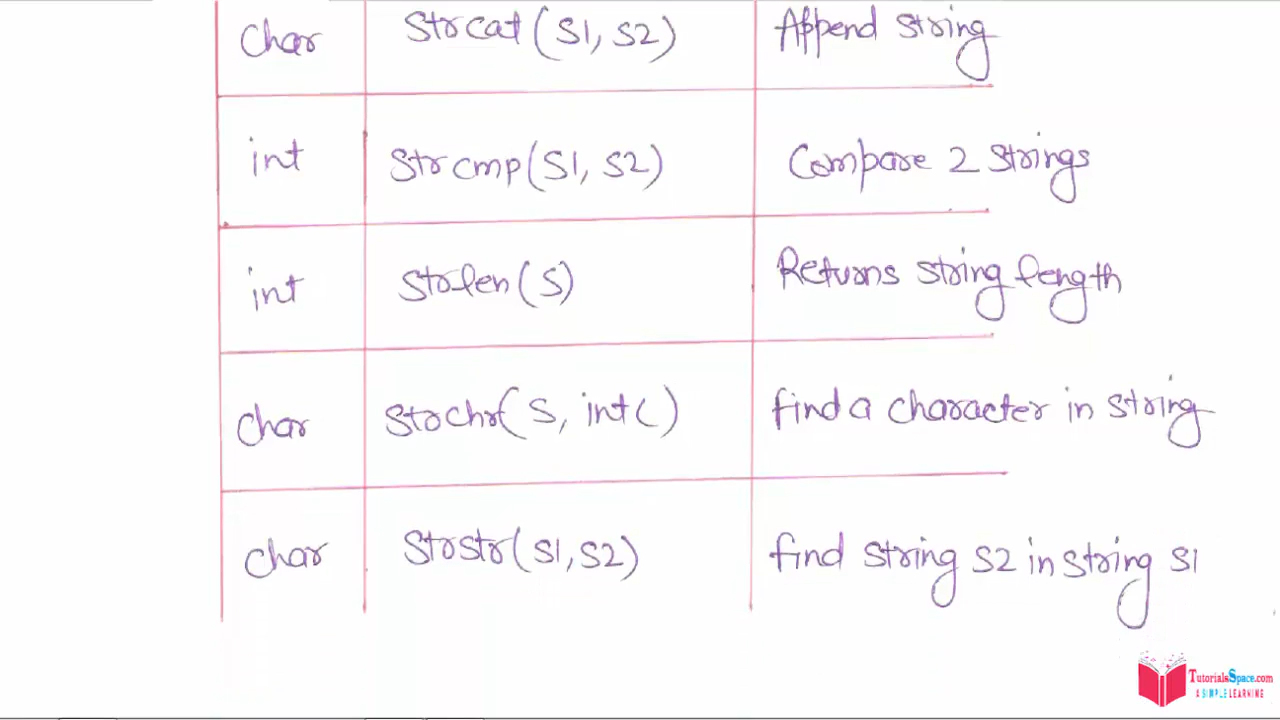 char Strcat (S1, S2) Append string
int Strcmp (S1, S2) Compare 2 Strings
int Strlen (S) Returns string length
char Strchr( S, int c) find a character in string
char Strstr( S1, S2) find string S2 in string S1
TutorialsSpace.com
A SIMPLE LEARNING